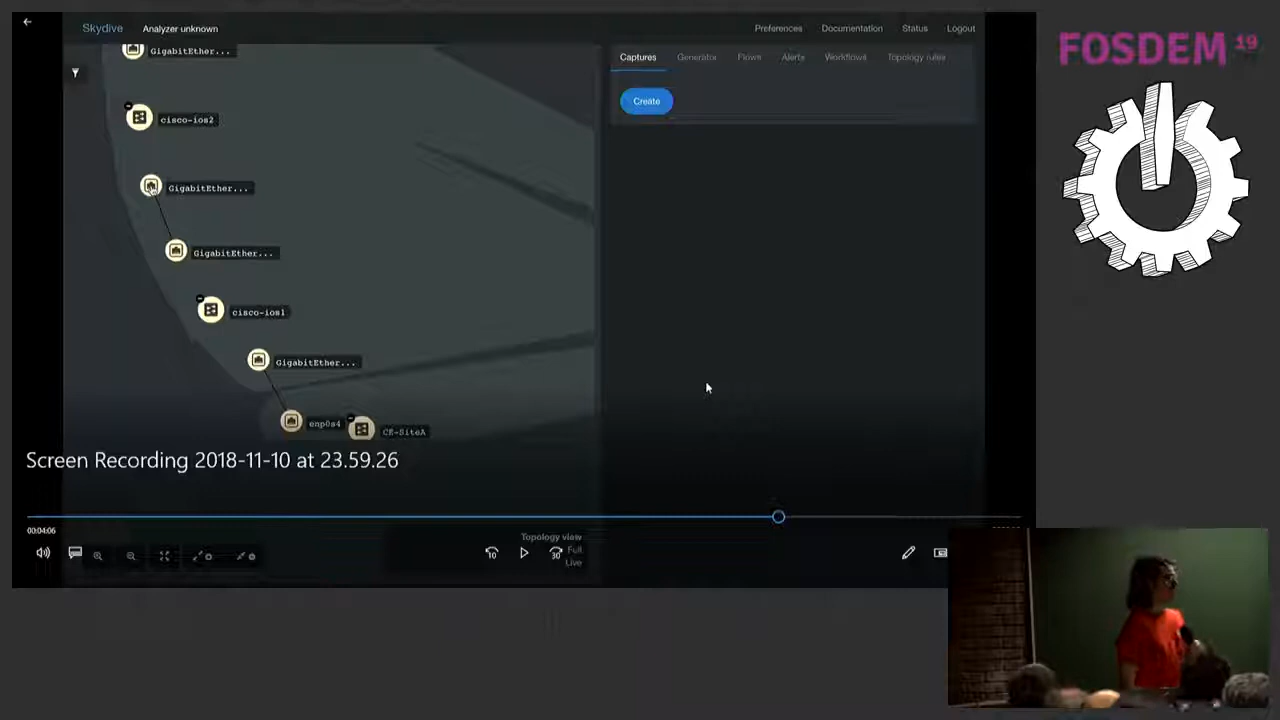 Skydive
Analyzer unknown
Preferences
Documentation
Status
Logout
FOSDEM 19
GigabitEther...
Captures
Generator
Flows
Alerts
Workflows
Topology rules
Create
cisco-ios2
GigabitEther...
GigabitEther...
cisco-ios1
GigabitEther...
enp0s4
CE-SiteA
Screen Recording 2018-11-10 at 23.59.26
00:04:06
Topology view
Full
Live
10
30